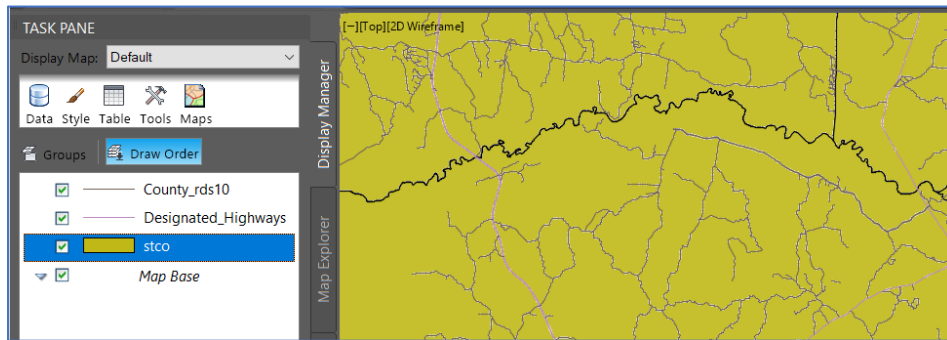 TASK PANE
Display Map: Default
Data Style Table Tools Maps
Groups Draw Order
County_rds10
Designated_Highways
stco
Map Base
Display Manager
Map Explorer
[−][Top][2D Wireframe]